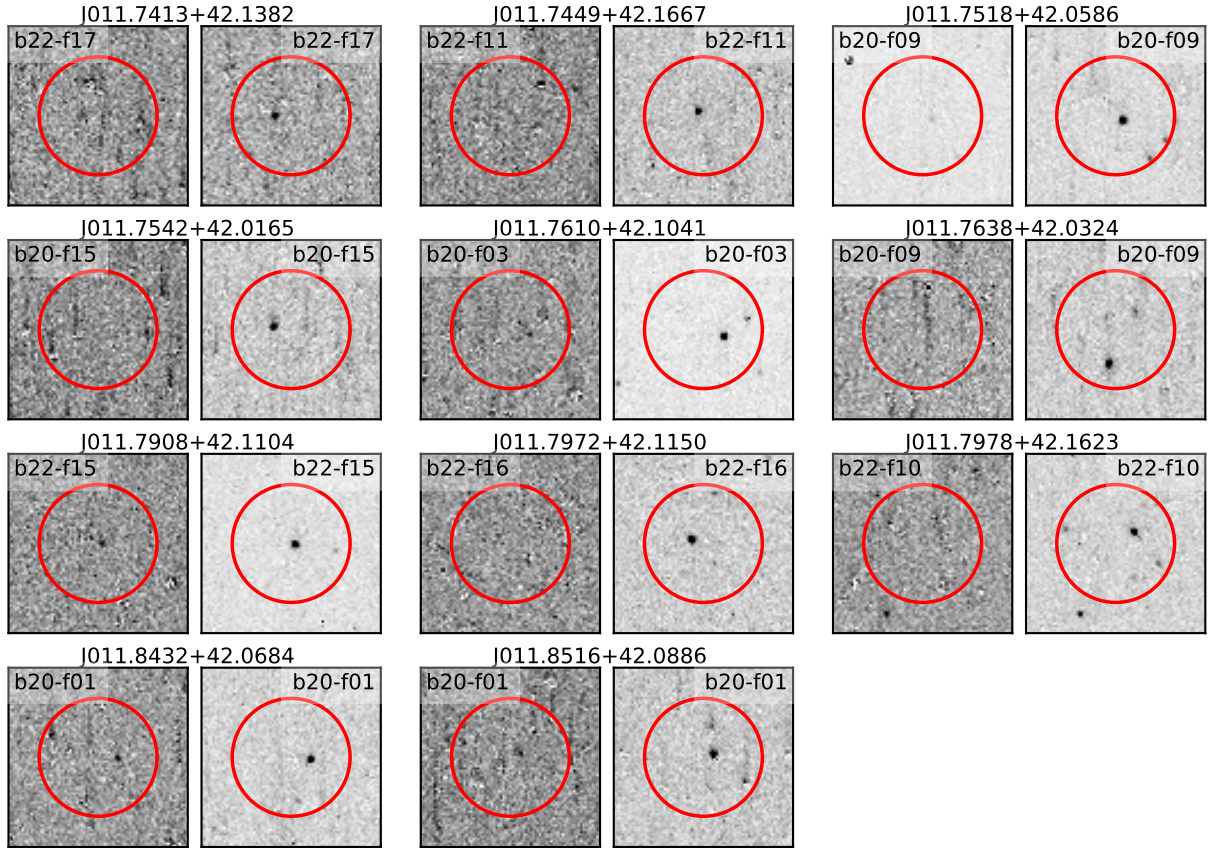 J011.7413+42.1382 J011.7449+42.1667 J011.7518+42.0586
b22-f17 b22-f17 b22-f11 b22-f11 b20-f09 b20-f09
J011.7542+42.0165 J011.7610+42.1041 J011.7638+42.0324
b20-f15 b20-f15 b20-f03 b20-f03 b20-f09 b20-f09
J011.7908+42.1104 J011.7972+42.1150 J011.7978+42.1623
b22-f15 b22-f15 b22-f16 b22-f16 b22-f10 b22-f10
J011.8432+42.0684 J011.8516+42.0886
b20-f01 b20-f01 b20-f01 b20-f01